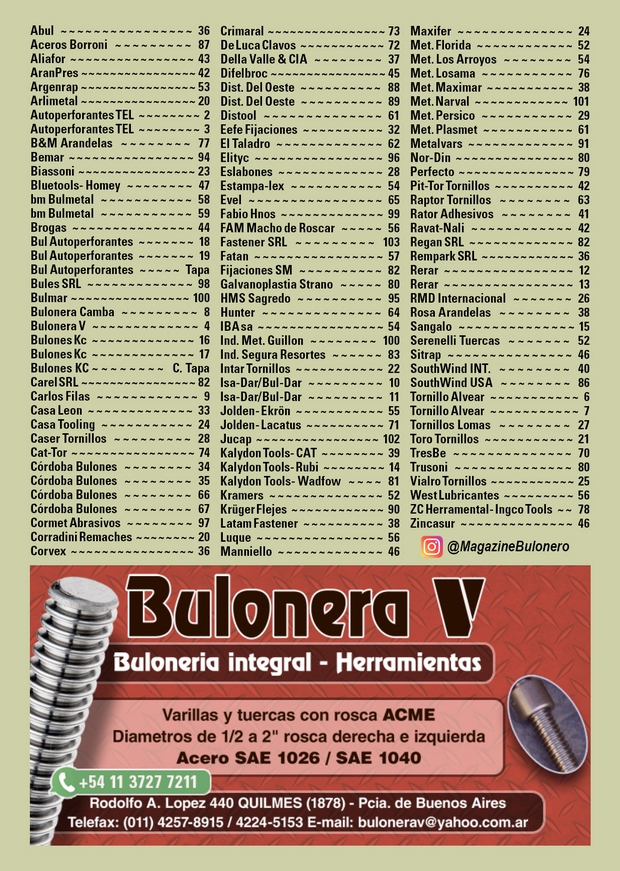 Abul ~~~~~~~~~~~~~~~~ 36
Aceros Borroni ~~~~~~~~~ 87
Aliafor ~~~~~~~~~~~~~~~ 43
AranPres ~~~~~~~~~~~~~ 42
Argenrap ~~~~~~~~~~~~~ 53
Arlimetal ~~~~~~~~~~~~~ 20
Autoperforantes TEL ~~~~~~~ 2
Autoperforantes TEL ~~~~~~~ 3
B&M Arandelas ~~~~~~~~ 77
Bemar ~~~~~~~~~~~~~~ 94
Biassoni ~~~~~~~~~~~~~ 23
Bluetools- Homey ~~~~~~~ 47
bm Bulmetal ~~~~~~~~~~ 58
bm Bulmetal ~~~~~~~~~~ 59
Brogas ~~~~~~~~~~~~~~ 44
Bul Autoperforantes ~~~~~~ 18
Bul Autoperforantes ~~~~~~ 19
Bul Autoperforantes ~~~~~ Tapa
Bules SRL ~~~~~~~~~~~ 98
Bulmar ~~~~~~~~~~~~~ 100
Bulonera Camba ~~~~~~~~~ 8
Bulonera V ~~~~~~~~~~~~ 4
Bulones Kc ~~~~~~~~~~~ 16
Bulones Kc ~~~~~~~~~~~ 17
Bulones KC ~~~~~~~~ C. Tapa
Carel SRL ~~~~~~~~~~~~ 82
Carlos Filas ~~~~~~~~~~~~ 9
Casa Leon ~~~~~~~~~~~ 33
Casa Tooling ~~~~~~~~~~ 24
Caser Tornillos ~~~~~~~~~ 28
Cat-Tor ~~~~~~~~~~~~~~ 74
Córdoba Bulones ~~~~~~~~ 34
Córdoba Bulones ~~~~~~~~ 35
Córdoba Bulones ~~~~~~~~ 66
Córdoba Bulones ~~~~~~~~ 67
Cormet Abrasivos ~~~~~~~~ 97
Corradini Remaches ~~~~~~ 20
Corvex ~~~~~~~~~~~~~~ 36
Crimaral ~~~~~~~~~~~~~ 73
De Luca Clavos ~~~~~~~~~ 72
Della Valle & CIA ~~~~~~~~ 37
Difelbroc ~~~~~~~~~~~~ 45
Dist. Del Oeste ~~~~~~~~~ 88
Dist. Del Oeste ~~~~~~~~~ 89
Distool ~~~~~~~~~~~~~ 61
Eefe Fijaciones ~~~~~~~~~ 32
El Taladro ~~~~~~~~~~~~ 62
Elityc ~~~~~~~~~~~~~~ 96
Eslabones ~~~~~~~~~~~ 28
Estampa-lex ~~~~~~~~~~ 54
Evel ~~~~~~~~~~~~~~~ 65
Fabio Hnos ~~~~~~~~~~~ 99
FAM Macho de Roscar ~~~~~ 56
Fastener SRL ~~~~~~~~~ 103
Fatan ~~~~~~~~~~~~~~ 57
Fijaciones SM ~~~~~~~~~ 82
Galvanoplastia Strano ~~~~~ 80
HMS Sagredo ~~~~~~~~~ 95
Hunter ~~~~~~~~~~~~~ 64
IBA sa ~~~~~~~~~~~~~ 54
Ind. Met. Guillon ~~~~~~~~ 100
Ind. Segura Resortes ~~~~~~ 83
Intar Tornillos ~~~~~~~~~ 22
Isa-Dar/Bul-Dar ~~~~~~~~ 10
Isa-Dar/Bul-Dar ~~~~~~~~ 11
Jolden- Ekrön ~~~~~~~~~ 55
Jolden- Lacatus ~~~~~~~~ 71
Jucap ~~~~~~~~~~~~~ 102
Kalydon Tools- CAT ~~~~~~~ 39
Kalydon Tools- Rubi ~~~~~~ 14
Kalydon Tools- Wadfow ~~~~ 81
Kramers ~~~~~~~~~~~~ 52
Krüger Flejes ~~~~~~~~~~ 90
Latam Fastener ~~~~~~~~ 38
Luque ~~~~~~~~~~~~~~ 56
Manniello ~~~~~~~~~~~ 46
Maxifer ~~~~~~~~~~~~~ 24
Met. Florida ~~~~~~~~~~ 52
Met. Los Arroyos ~~~~~~~~ 54
Met. Losama ~~~~~~~~~~ 76
Met. Maximar ~~~~~~~~~ 38
Met. Narval ~~~~~~~~~~ 101
Met. Persico ~~~~~~~~~~ 29
Met. Plasmet ~~~~~~~~~ 61
Metalvars ~~~~~~~~~~~ 91
Nor-Din ~~~~~~~~~~~~~ 80
Perfecto ~~~~~~~~~~~~ 79
Pit-Tor Tornillos ~~~~~~~~ 42
Raptor Tornillos ~~~~~~~~ 63
Rator Adhesivos ~~~~~~~~ 41
Ravat-Nali ~~~~~~~~~~~ 42
Regan SRL ~~~~~~~~~~~ 82
Rempark SRL ~~~~~~~~~ 36
Rerar ~~~~~~~~~~~~~~ 12
Rerar ~~~~~~~~~~~~~~ 13
RMD Internacional ~~~~~~~ 26
Rosa Arandelas ~~~~~~~~ 38
Sangalo ~~~~~~~~~~~~~ 15
Serenelli Tuercas ~~~~~~~ 52
Sitrap ~~~~~~~~~~~~~~ 46
SouthWind INT. ~~~~~~~~ 40
SouthWind USA ~~~~~~~~ 86
Tornillo Alvear ~~~~~~~~~ 6
Tornillo Alvear ~~~~~~~~~ 7
Tornillos Lomas ~~~~~~~~ 27
Toro Tornillos ~~~~~~~~~ 21
TresBe ~~~~~~~~~~~~~ 70
Trusoni ~~~~~~~~~~~~~ 80
Vialro Tornillos ~~~~~~~~ 25
West Lubricantes ~~~~~~~ 56
ZC Herramental- Ingco Tools ~~ 78
Zincasur ~~~~~~~~~~~~ 46
@MagazineBulonero
Bulonera V
Buloneria integral - Herramientas
Varillas y tuercas con rosca ACME
Diametros de 1/2 a 2" rosca derecha e izquierda
Acero SAE 1026 / SAE 1040
+54 11 3727 7211
Rodolfo A. Lopez 440 QUILMES (1878) - Pcia. de Buenos Aires
Telefax: (011) 4257-8915 / 4224-5153 E-mail: bulonerav@yahoo.com.ar